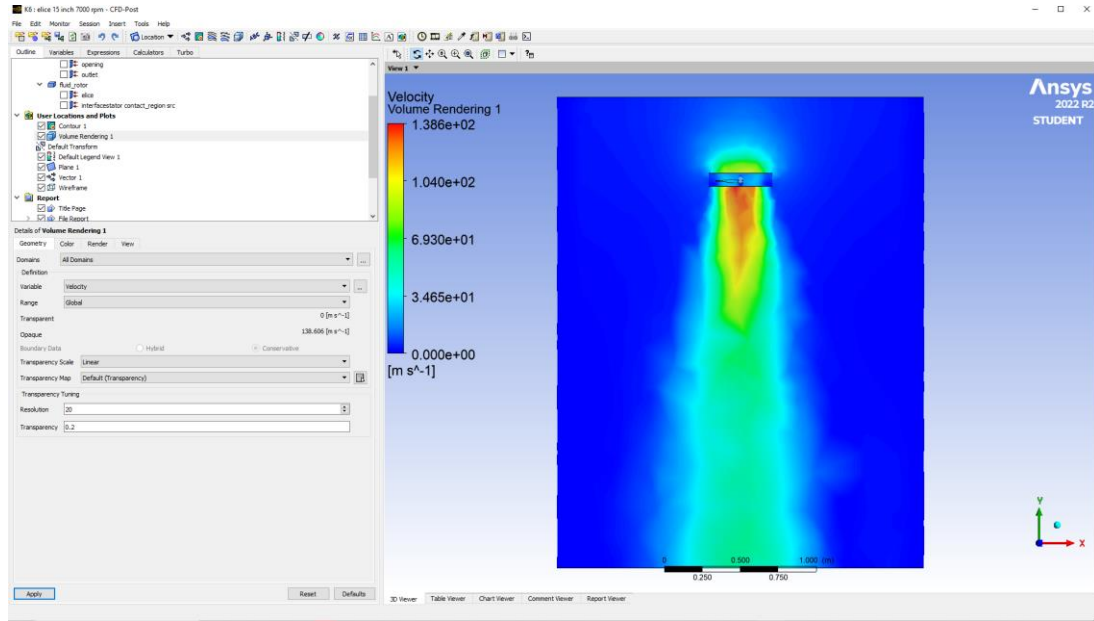 K6 : elice 15 inch 7000 rpm - CFD-Post
File Edit Monitor Session Insert Tools Help
Location
Outline Variables Expressions Calculators Turbo
opening
outlet
fluid_rotor
elice
interfacestator contact_region src
User Locations and Plots
Contour 1
Volume Rendering 1
Default Transform
Default Legend View 1
Plane 1
Vector 1
Wireframe
Report
Title Page
File Report
Details of Volume Rendering 1
Geometry Color Render View
Domains All Domains ...
Definition
Variable Velocity ...
Range Global
Transparent 0 [m s^-1]
Opaque 138.606 [m s^-1]
Boundary Data Hybrid Conservative
Transparency Scale Linear
Transparency Map Default (Transparency)
Transparency Tuning
Resolution 20
Transparency 0.2
Apply Reset Defaults
View 1
Velocity
Volume Rendering 1
1.386e+02
1.040e+02
6.930e+01
3.465e+01
0.000e+00
[m s^-1]
Ansys
2022 R2
STUDENT
Y
X
0 0.500 1.000 (m)
0.250 0.750
3D Viewer Table Viewer Chart Viewer Comment Viewer Report Viewer